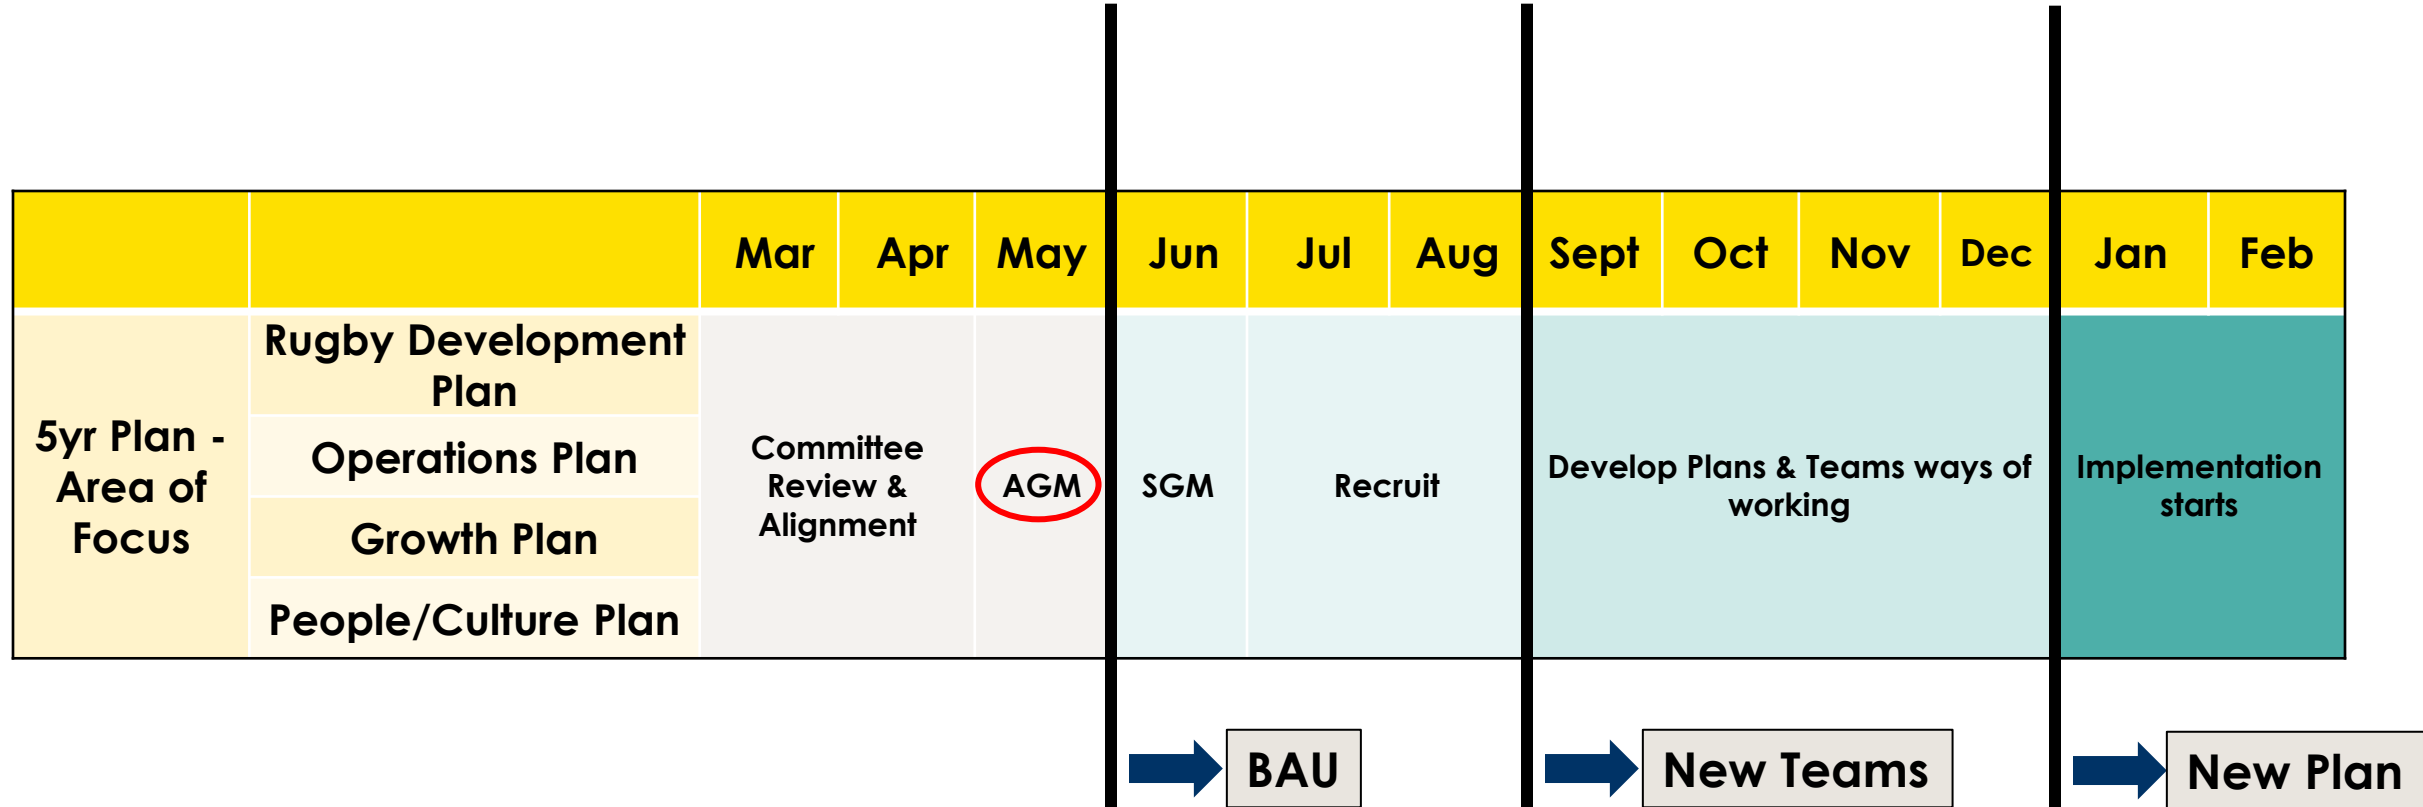 Mar Apr May Jun Jul Aug Sept Oct Nov Dec Jan Feb
5yr Plan -
Area of
Focus
Rugby Development
Plan
Operations Plan
Growth Plan
People/Culture Plan
Committee
Review &
Alignment
AGM
SGM
Recruit
Develop Plans & Teams ways of
working
Implementation
starts
BAU
New Teams
New Plan